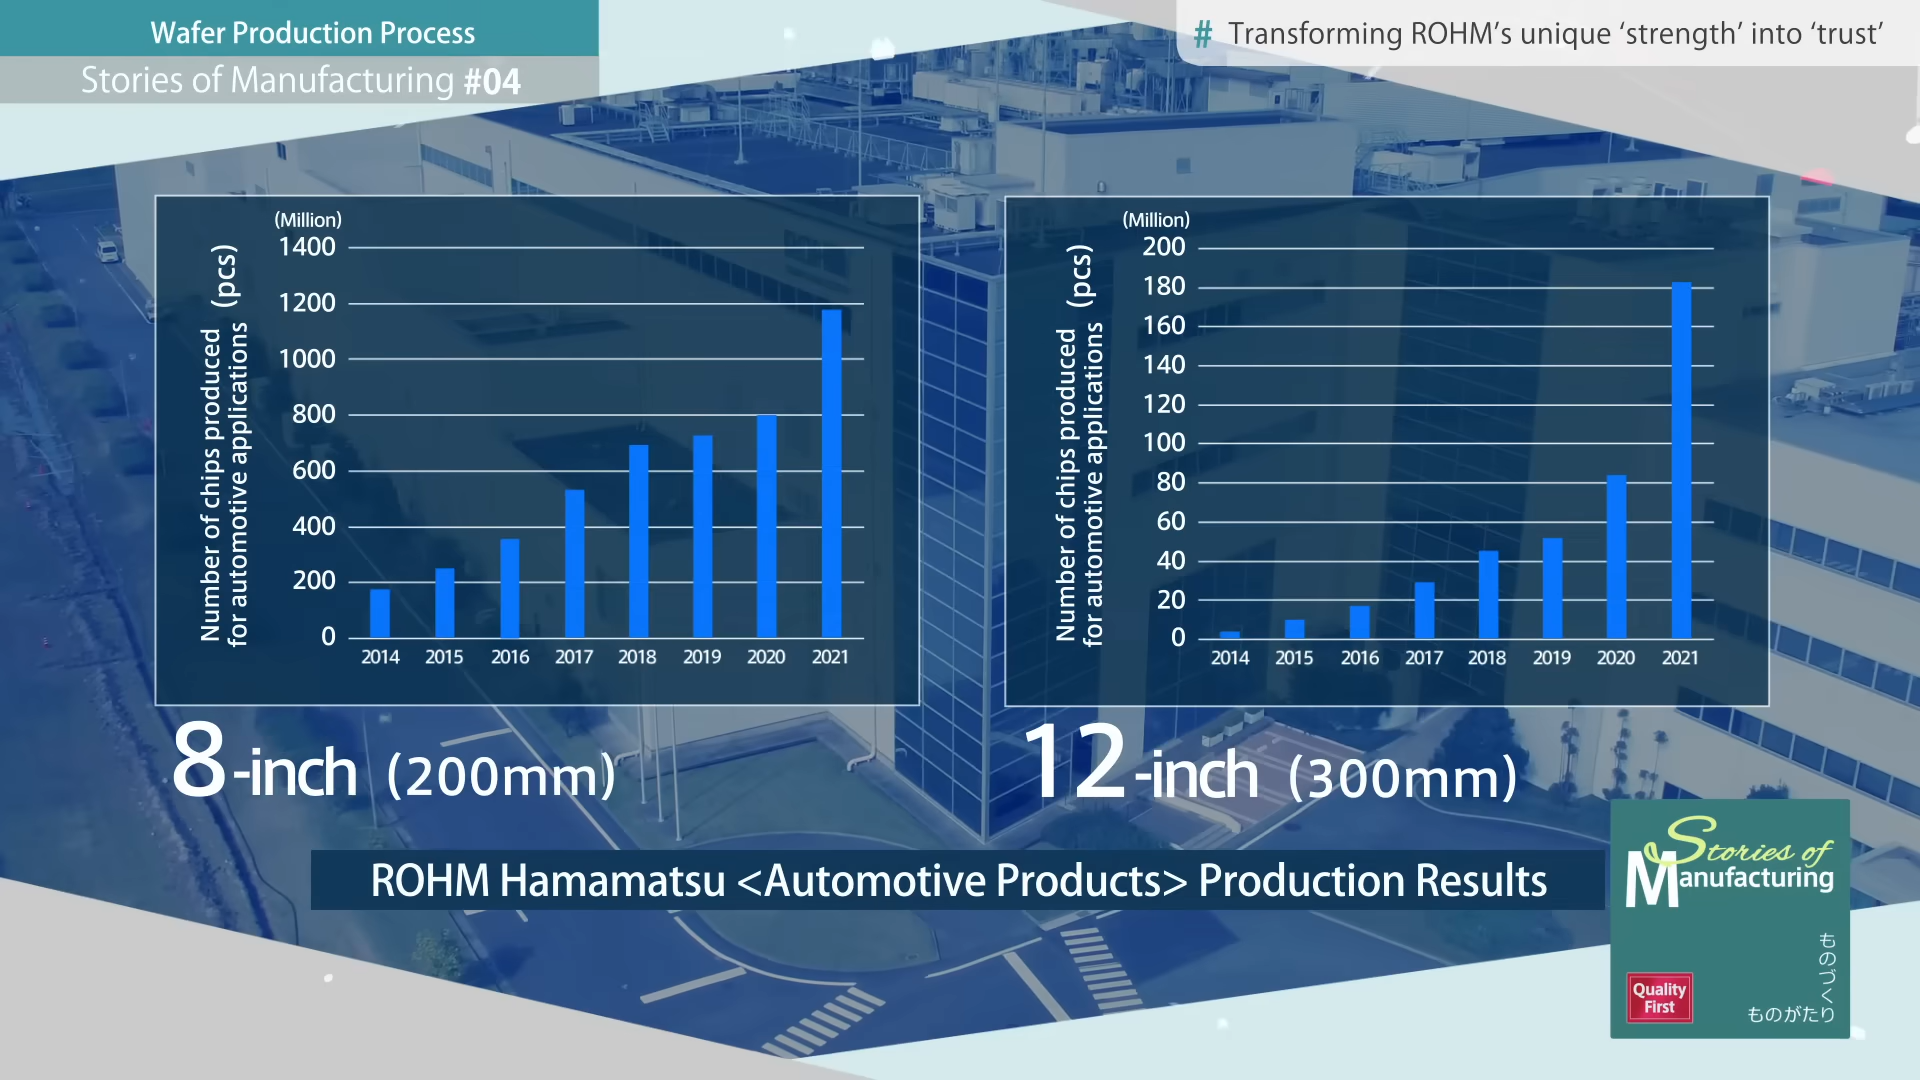 Wafer Production Process
Stories of Manufacturing #04
# Transforming ROHM’s unique ‘strength’ into ‘trust’
(Million)
Number of chips produced (pcs)
for automotive applications
1400
1200
1000
800
600
400
200
0
2014 2015 2016 2017 2018 2019 2020 2021
8-inch (200mm)
(Million)
Number of chips produced (pcs)
for automotive applications
200
180
160
140
120
100
80
60
40
20
0
2014 2015 2016 2017 2018 2019 2020 2021
12-inch (300mm)
ROHM Hamamatsu <Automotive Products> Production Results
Stories of
Manufacturing
ものづくり
ものがたり
Quality
First